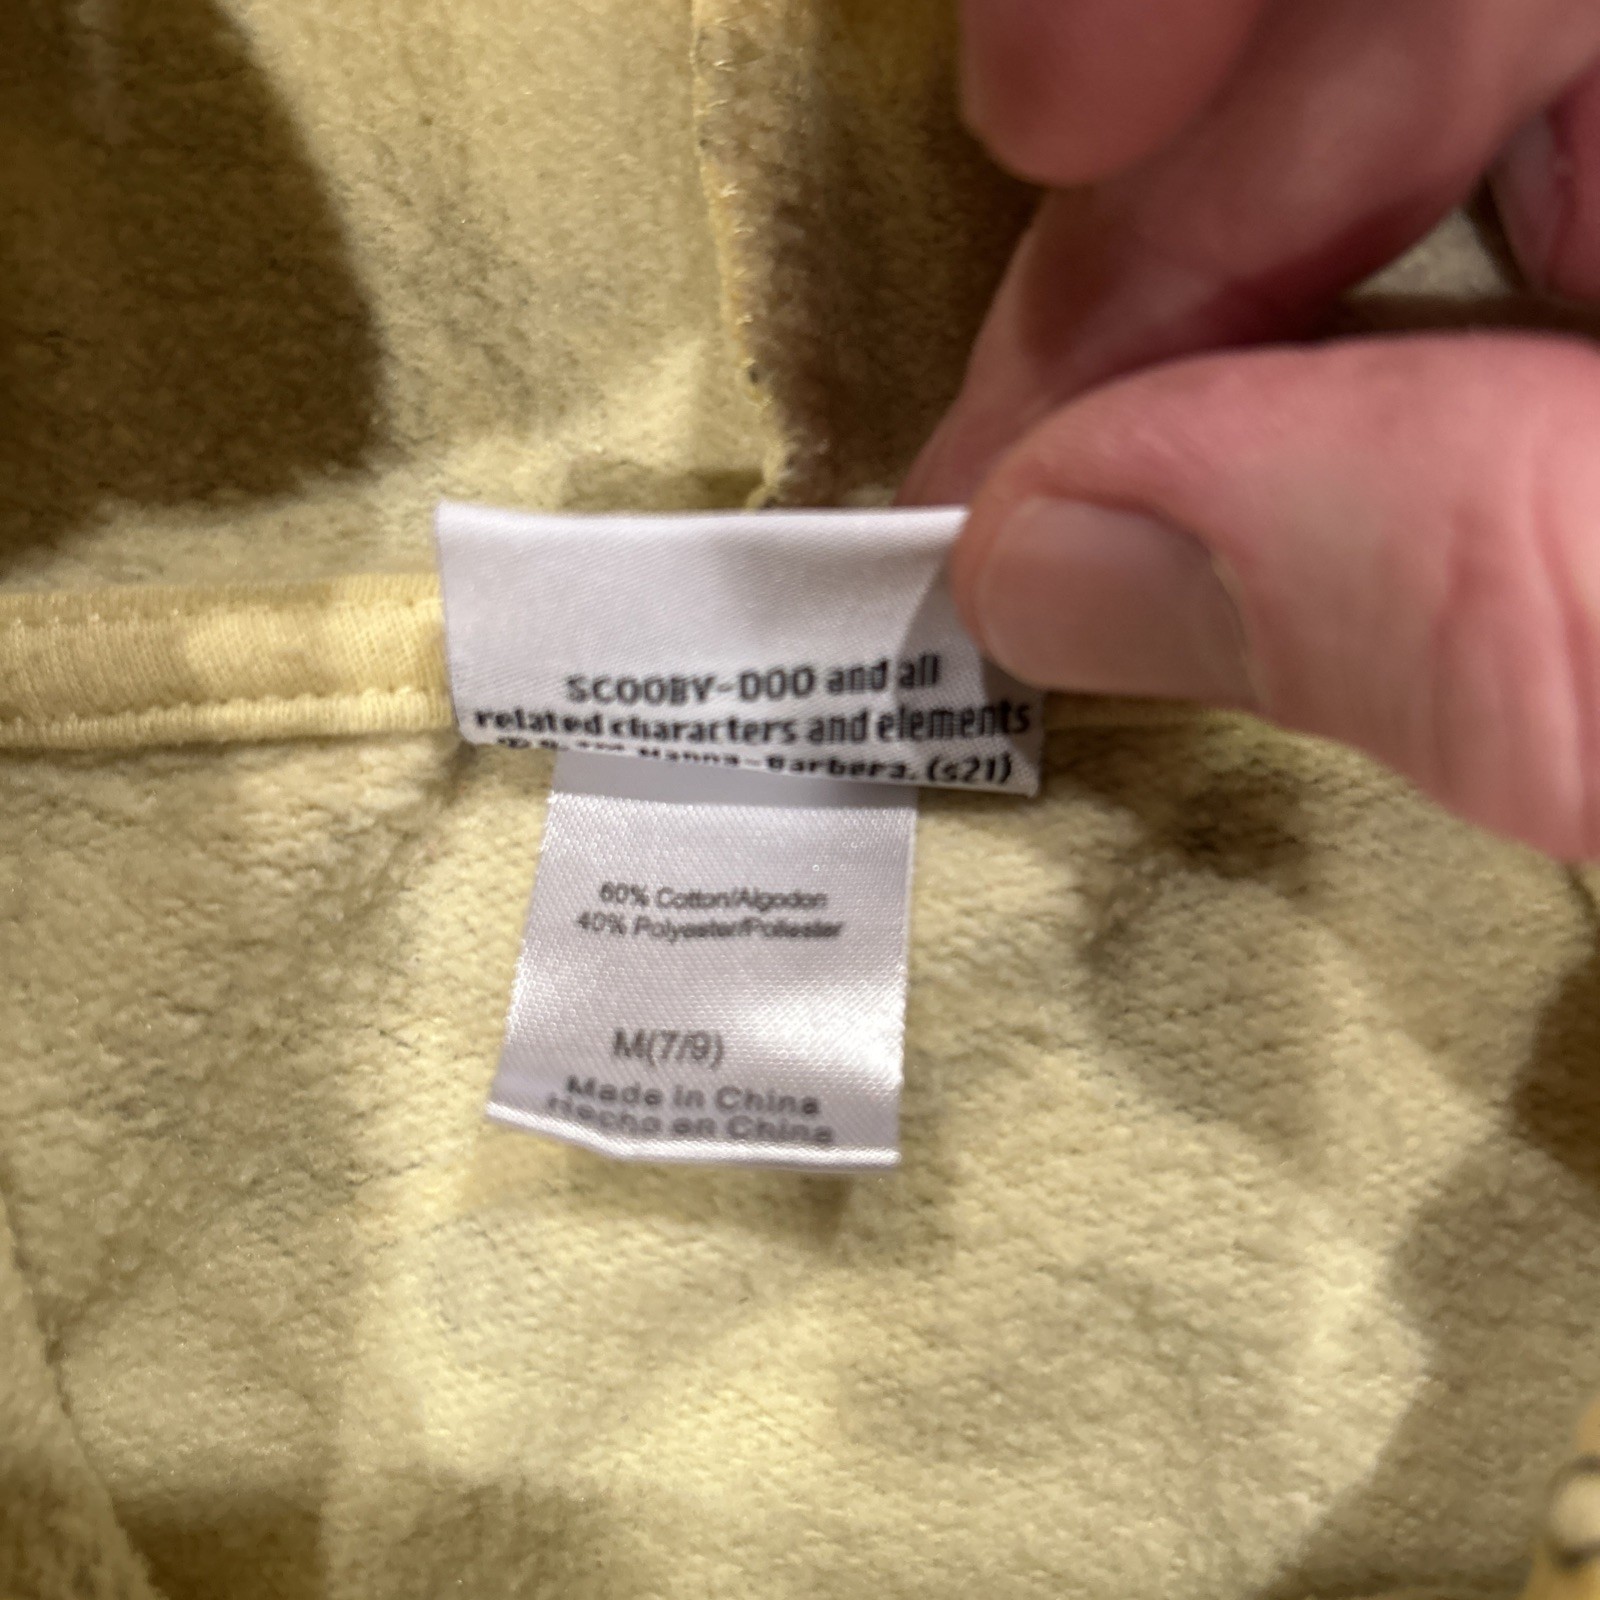 SCOOBY-DOO and all
related characters and elements
© & ™ Hanna-Barbera. (s21)
60% Cotton/Algodon
40% Polyester/Poliester
M(7/9)
Made in China
Hecho en China